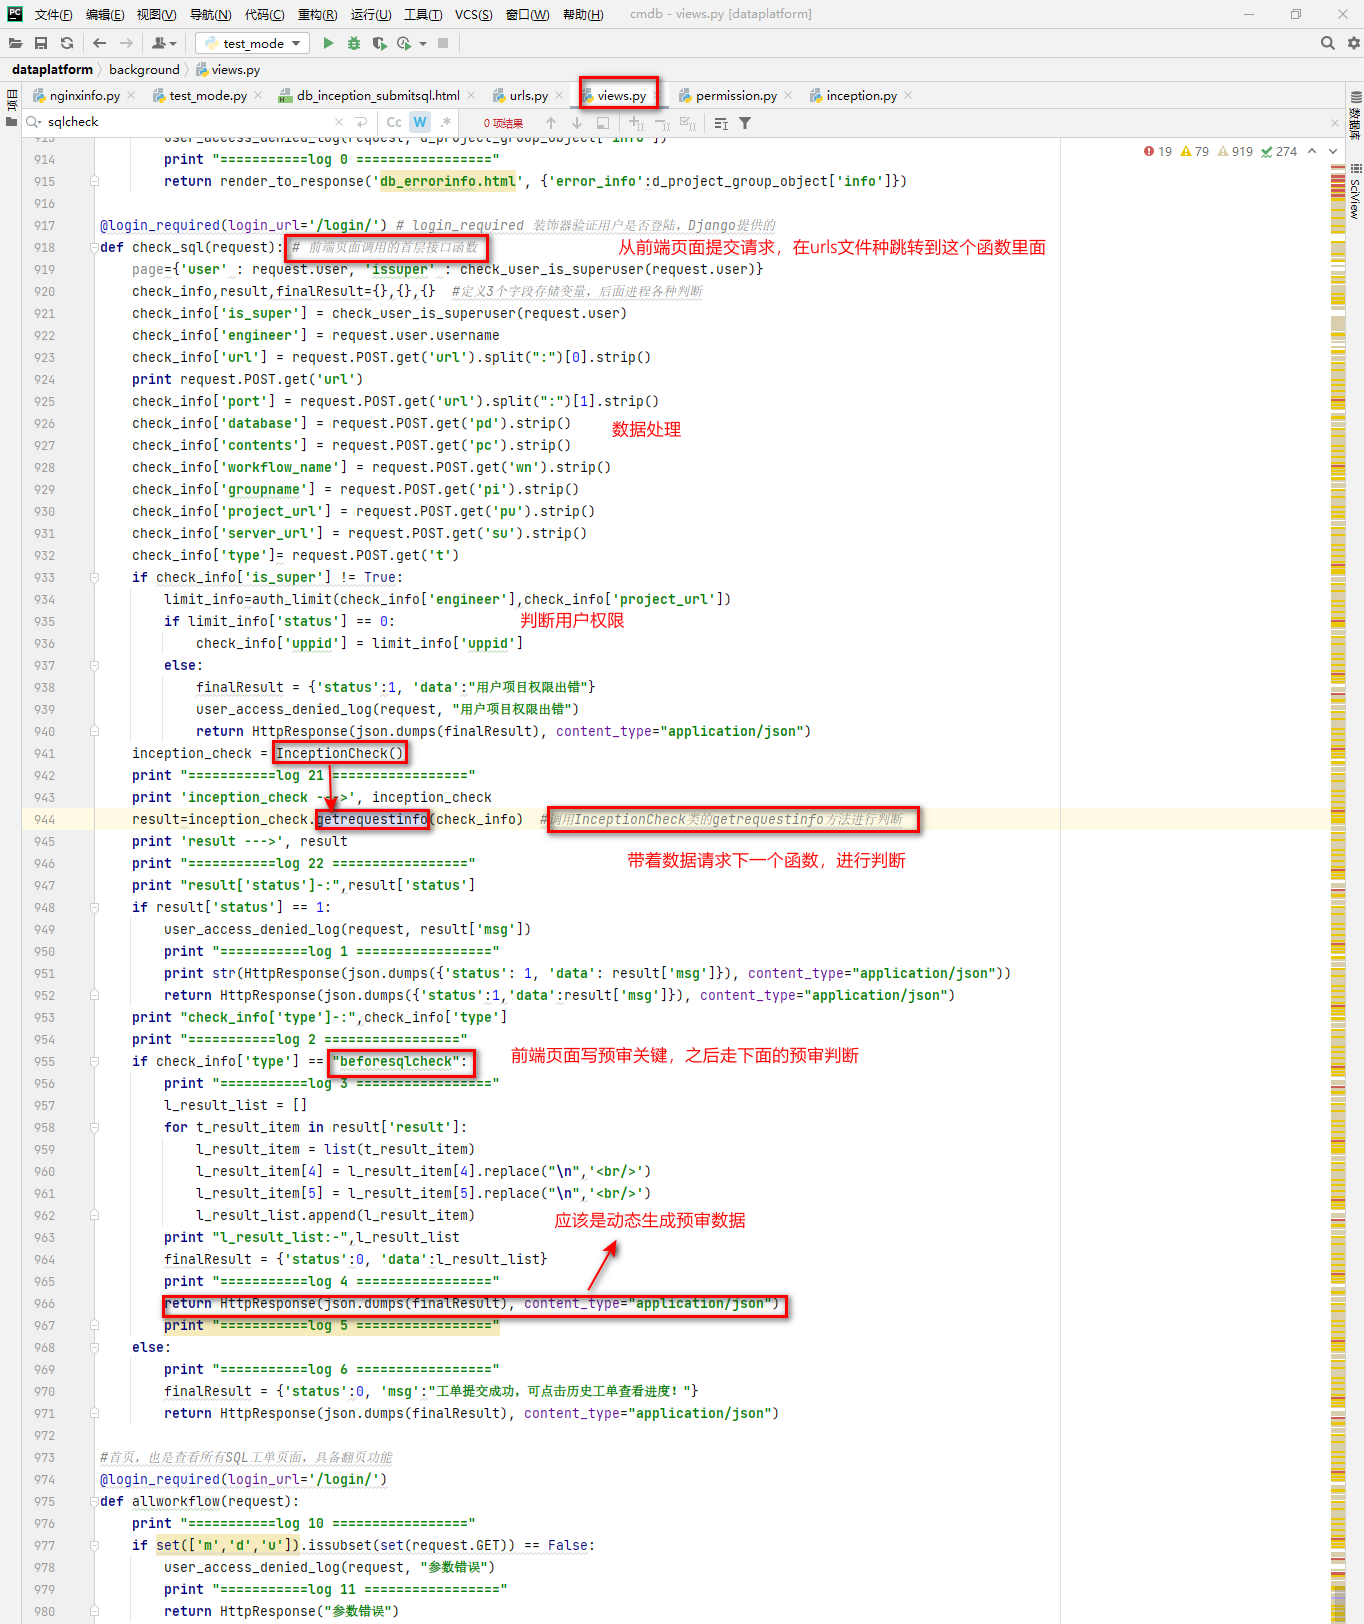 文件(F) 编辑(E) 视图(V) 导航(N) 代码(C) 重构(R) 运行(U) 工具(T) VCS(S) 窗口(W) 帮助(H) cmdb - views.py [dataplatform]
test_mode
dataplatform background views.py
nginxinfo.py test_mode.py db_inception_submitsql.html urls.py views.py permission.py inception.py
sqlcheck Cc W .* 0 项结果
项目
数据库
SciView
19 79 919 274
913 user_access_denied_log(request, d_project_group_object['info'])
914 print "===========log 0 ================="
915 return render_to_response('db_errorinfo.html', {'error_info':d_project_group_object['info']})
916
917 @login_required(login_url='/login/') # login_required 装饰器验证用户是否登陆，Django提供的
918 def check_sql(request): # 前端页面调用的首层接口函数
从前端页面提交请求，在urls文件种跳转到这个函数里面
919 page={'user' : request.user, 'issuper' : check_user_is_superuser(request.user)}
920 check_info,result,finalResult={},{},{} #定义3个字段存储变量，后面进程各种判断
921 check_info['is_super'] = check_user_is_superuser(request.user)
922 check_info['engineer'] = request.user.username
923 check_info['url'] = request.POST.get('url').split(":")[0].strip()
924 print request.POST.get('url')
925 check_info['port'] = request.POST.get('url').split(":")[1].strip()
926 check_info['database'] = request.POST.get('pd').strip()
数据处理
927 check_info['contents'] = request.POST.get('pc').strip()
928 check_info['workflow_name'] = request.POST.get('wn').strip()
929 check_info['groupname'] = request.POST.get('pi').strip()
930 check_info['project_url'] = request.POST.get('pu').strip()
931 check_info['server_url'] = request.POST.get('su').strip()
932 check_info['type']= request.POST.get('t')
933 if check_info['is_super'] != True:
934 limit_info=auth_limit(check_info['engineer'],check_info['project_url'])
935 if limit_info['status'] == 0:
判断用户权限
936 check_info['uppid'] = limit_info['uppid']
937 else:
938 finalResult = {'status':1, 'data':"用户项目权限出错"}
939 user_access_denied_log(request, "用户项目权限出错")
940 return HttpResponse(json.dumps(finalResult), content_type="application/json")
941 inception_check = InceptionCheck()
942 print "===========log 21 ================="
943 print 'inception_check --->', inception_check
944 result=inception_check.getrequestinfo(check_info) #调用InceptionCheck类的getrequestinfo方法进行判断
945 print 'result --->', result
带着数据请求下一个函数，进行判断
946 print "===========log 22 ================="
947 print "result['status']-:",result['status']
948 if result['status'] == 1:
949 user_access_denied_log(request, result['msg'])
950 print "===========log 1 ================="
951 print str(HttpResponse(json.dumps({'status': 1, 'data': result['msg']}), content_type="application/json"))
952 return HttpResponse(json.dumps({'status':1,'data':result['msg']}), content_type="application/json")
953 print "check_info['type']-:",check_info['type']
954 print "===========log 2 ================="
955 if check_info['type'] == "beforesqlcheck":
前端页面写预审关键，之后走下面的预审判断
956 print "===========log 3 ================="
957 l_result_list = []
958 for t_result_item in result['result']:
959 l_result_item = list(t_result_item)
960 l_result_item[4] = l_result_item[4].replace("\n",'<br/>')
961 l_result_item[5] = l_result_item[5].replace("\n",'<br/>')
962 l_result_list.append(l_result_item)
应该是动态生成预审数据
963 print "l_result_list:-",l_result_list
964 finalResult = {'status':0, 'data':l_result_list}
965 print "===========log 4 ================="
966 return HttpResponse(json.dumps(finalResult), content_type="application/json")
967 print "===========log 5 ================="
968 else:
969 print "===========log 6 ================="
970 finalResult = {'status':0, 'msg':"工单提交成功，可点击历史工单查看进度！"}
971 return HttpResponse(json.dumps(finalResult), content_type="application/json")
972
973 #首页，也是查看所有SQL工单页面，具备翻页功能
974 @login_required(login_url='/login/')
975 def allworkflow(request):
976 print "===========log 10 ================="
977 if set(['m','d','u']).issubset(set(request.GET)) == False:
978 user_access_denied_log(request, "参数错误")
979 print "===========log 11 ================="
980 return HttpResponse("参数错误")